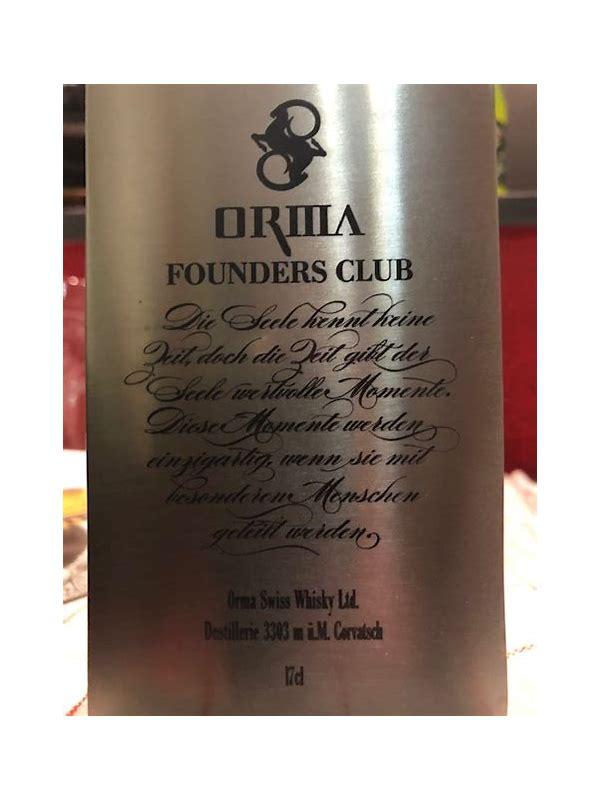 ORMA
FOUNDERS CLUB
Die Seele kennt keine
Zeit, doch die Zeit gibt der
Seele wertvolle Momente.
Diese Momente werden
einzigartig, wenn sie mit
besonderen Menschen
geteilt werden.
Orma Swiss Whisky Ltd.
Destillerie 3303 m ü.M. Corvatsch
17cl